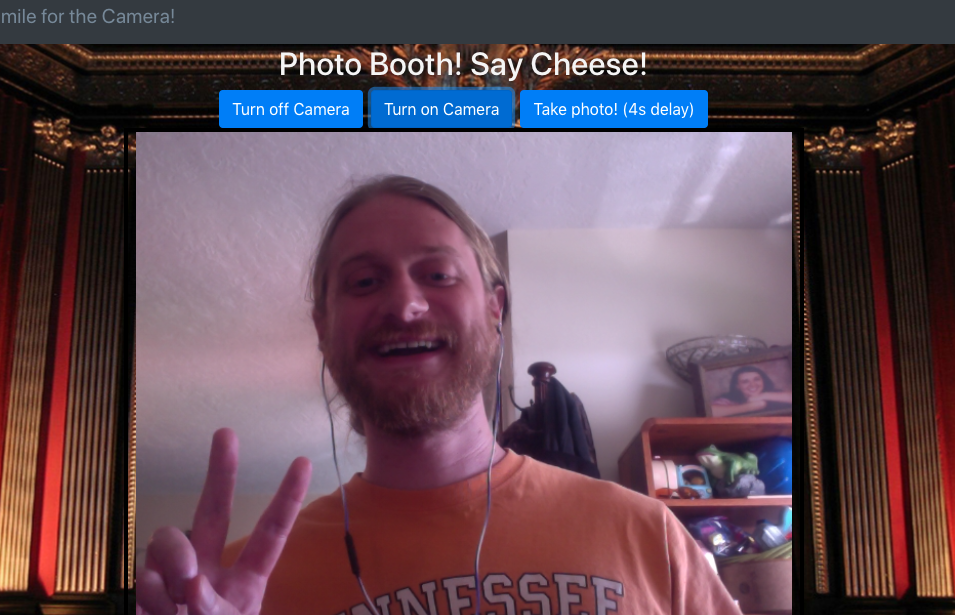 mile for the Camera!
Photo Booth! Say Cheese!
Turn off Camera
Turn on Camera
Take photo! (4s delay)
NNESSEE